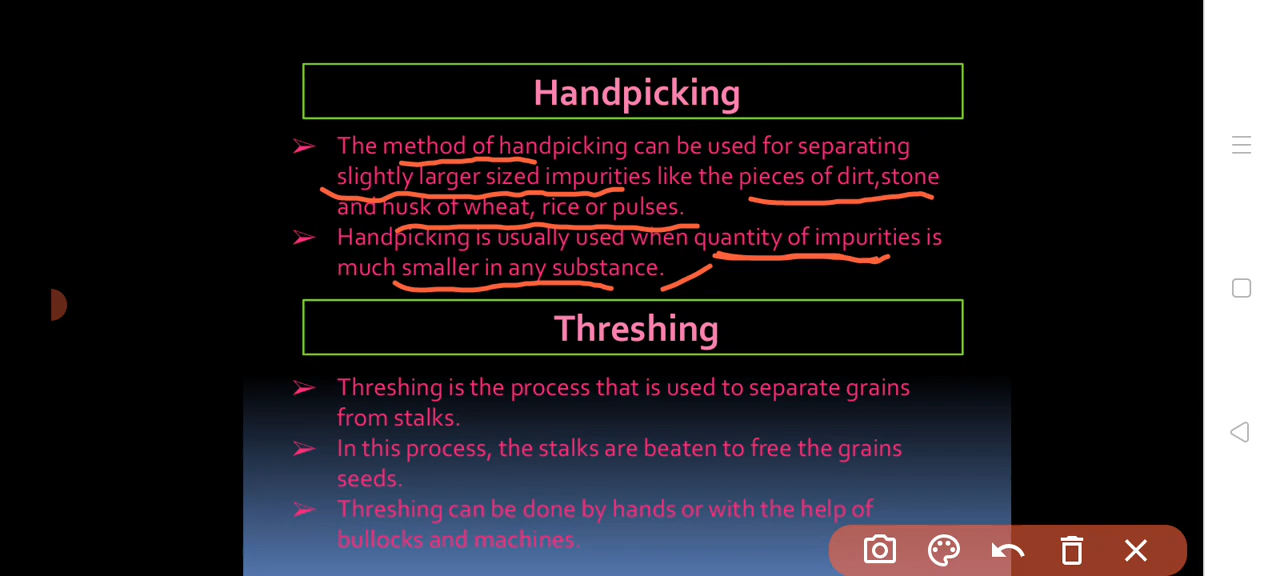 Handpicking
➢ The method of handpicking can be used for separating
slightly larger sized impurities like the pieces of dirt,stone
and husk of wheat, rice or pulses.
➢ Handpicking is usually used when quantity of impurities is
much smaller in any substance.
Threshing
➢ Threshing is the process that is used to separate grains
from stalks.
➢ In this process, the stalks are beaten to free the grains
seeds.
➢ Threshing can be done by hands or with the help of
bullocks and machines.